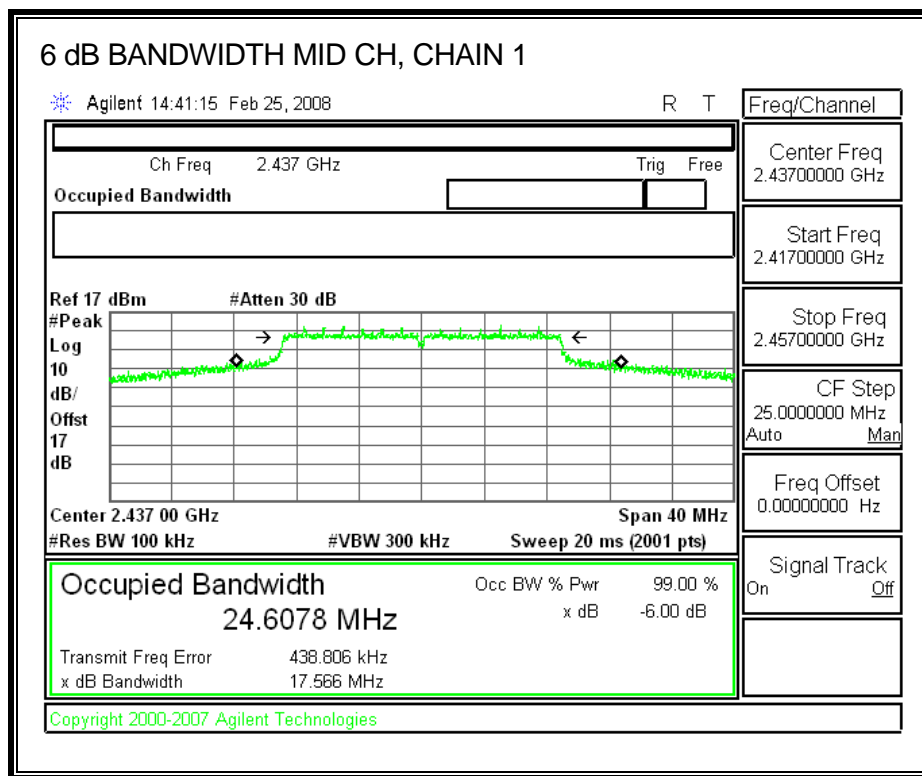 6 dB BANDWIDTH MID CH, CHAIN 1
Agilent 14:41:15 Feb 25, 2008 R T
Freq/Channel
Ch Freq 2.437 GHz Trig Free
Occupied Bandwidth
Center Freq
2.43700000 GHz
Start Freq
2.41700000 GHz
Stop Freq
2.45700000 GHz
CF Step
25.0000000 MHz
Auto Man
Freq Offset
0.00000000 Hz
Signal Track
On Off
Ref 17 dBm #Atten 30 dB
#Peak
Log
10
dB/
Offst
17
dB
Center 2.437 00 GHz Span 40 MHz
#Res BW 100 kHz #VBW 300 kHz Sweep 20 ms (2001 pts)
Occupied Bandwidth Occ BW % Pwr 99.00 %
24.6078 MHz x dB -6.00 dB
Transmit Freq Error 438.806 kHz
x dB Bandwidth 17.566 MHz
Copyright 2000-2007 Agilent Technologies